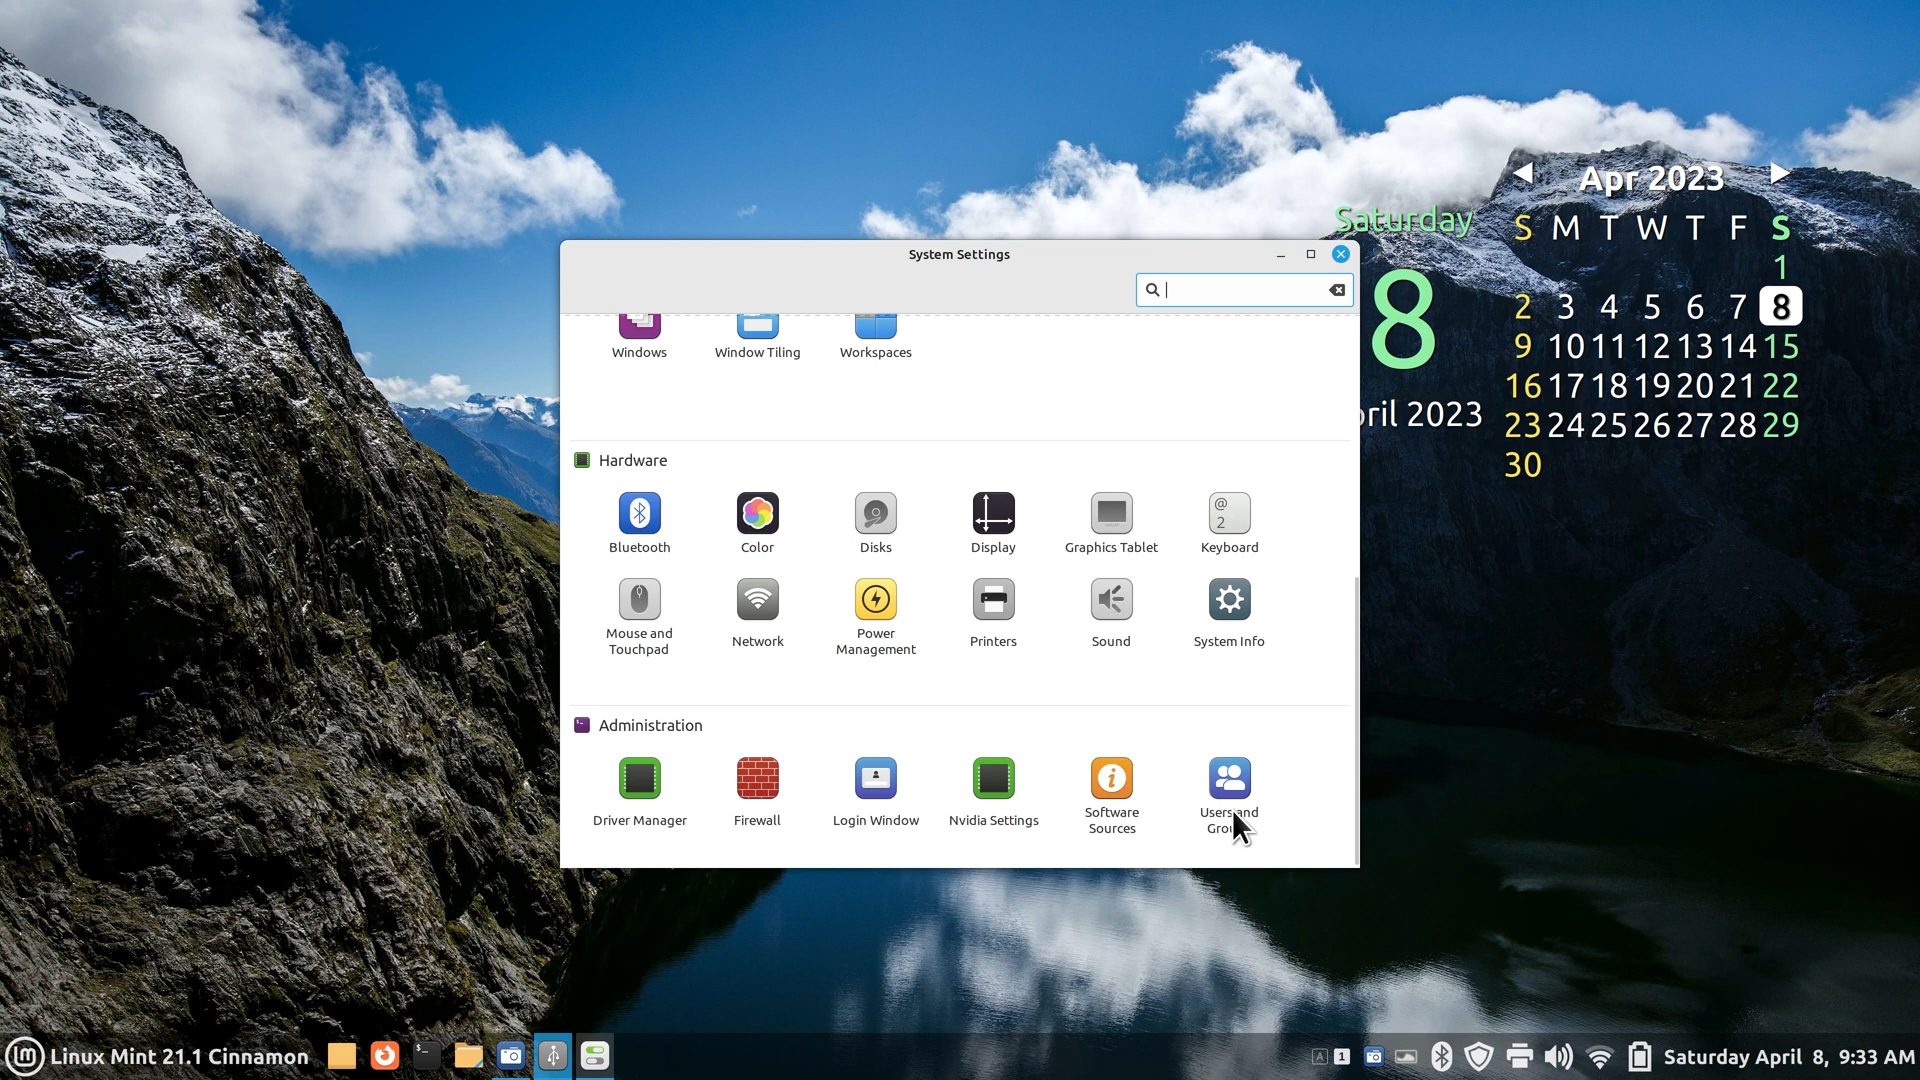 System Settings
Windows
Window Tiling
Workspaces
Hardware
Bluetooth
Color
Disks
Display
Graphics Tablet
@
2
Keyboard
Mouse and
Touchpad
Network
Power
Management
Printers
Sound
System Info
Administration
Driver Manager
Firewall
Login Window
Nvidia Settings
Software
Sources
Users and
Saturday
8
April 2023
Apr 2023
S M T W T F S
1
2 3 4 5 6 7 8
9 10 11 12 13 14 15
16 17 18 19 20 21 22
23 24 25 26 27 28 29
30
Linux Mint 21.1 Cinnamon
$_
A
1
Saturday April 8, 9:33 AM